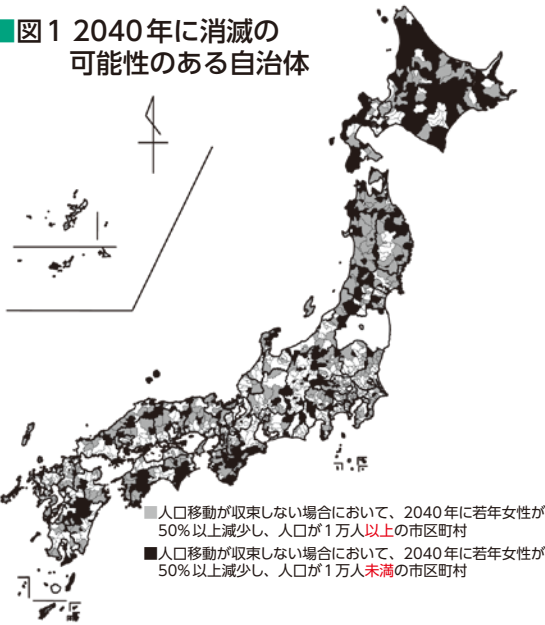 ■図1 2040年に消滅の
可能性のある自治体
■人口移動が収束しない場合において、2040年に若年女性が
50%以上減少し、人口が1万人以上の市区町村
■人口移動が収束しない場合において、2040年に若年女性が
50%以上減少し、人口が1万人未満の市区町村